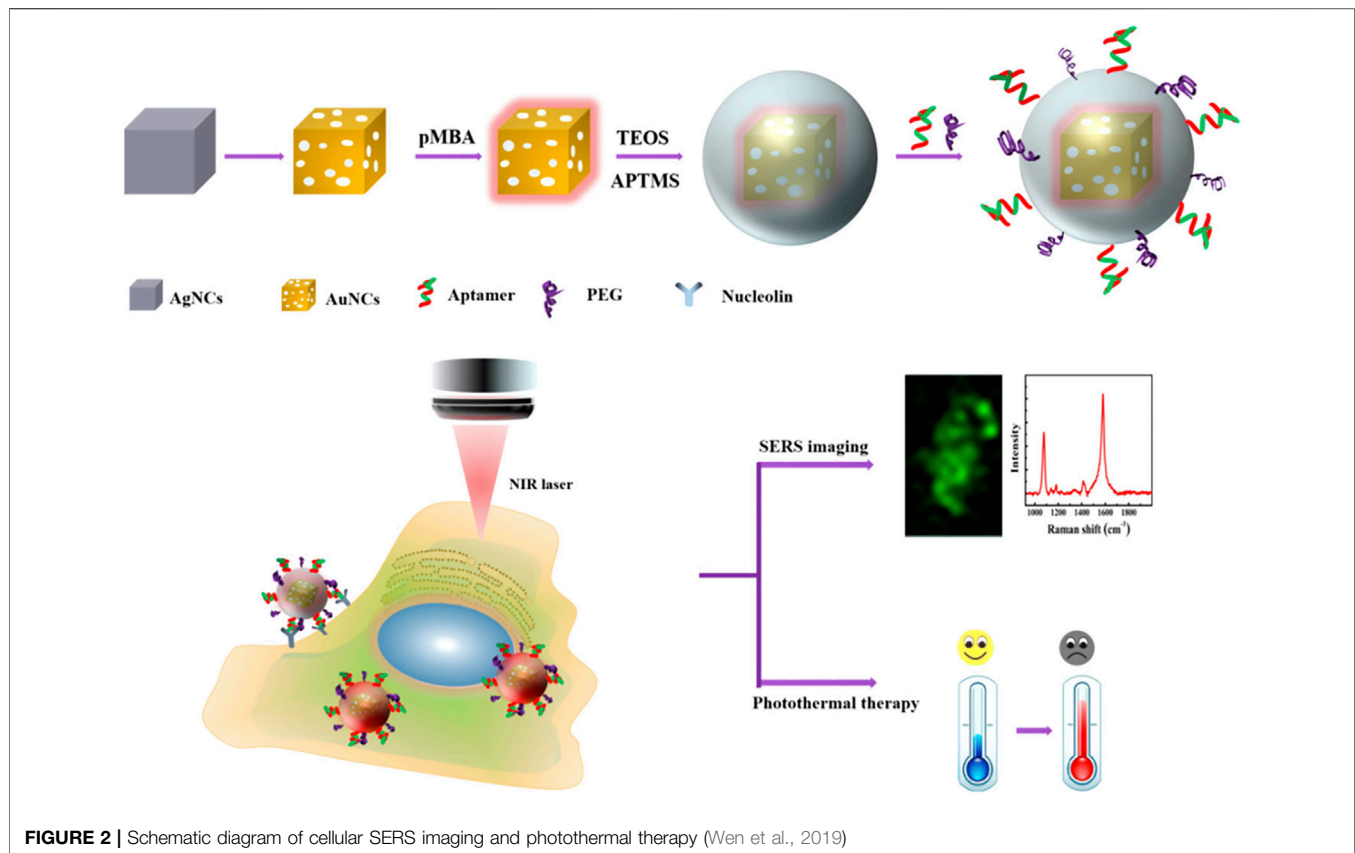 pMBA
TEOS
APTMS
AgNCs
AuNCs
Aptamer
PEG
Nucleolin
NIR laser
SERS imaging
Intensity
1000 1200 1400 1600 1800
Raman shift (cm⁻¹)
Photothermal therapy
FIGURE 2 | Schematic diagram of cellular SERS imaging and photothermal therapy (Wen et al., 2019)